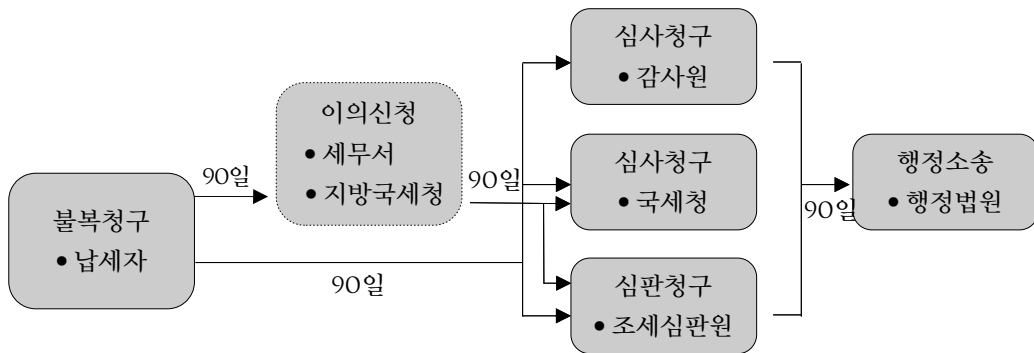 불복청구
• 납세자
90일
90일
이의신청
• 세무서
• 지방국세청
90일
심사청구
• 감사원
심사청구
• 국세청
심판청구
• 조세심판원
90일
행정소송
• 행정법원